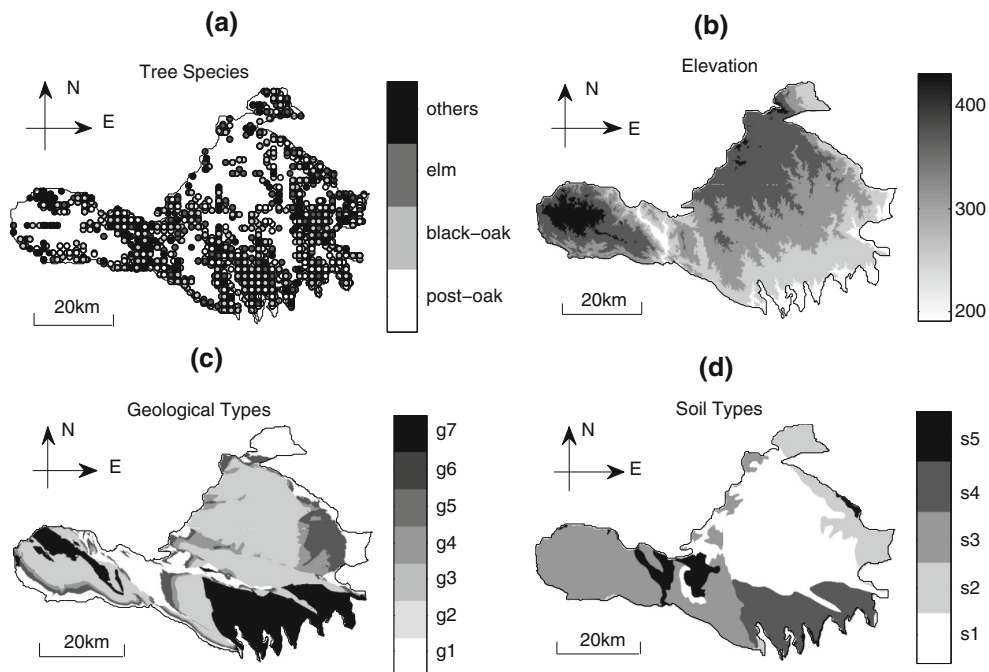 (a)
Tree Species
N
E
others
elm
black-oak
post-oak
20km
(b)
Elevation
N
E
400
300
200
20km
(c)
Geological Types
N
E
g7
g6
g5
g4
g3
g2
g1
20km
(d)
Soil Types
N
E
s5
s4
s3
s2
s1
20km